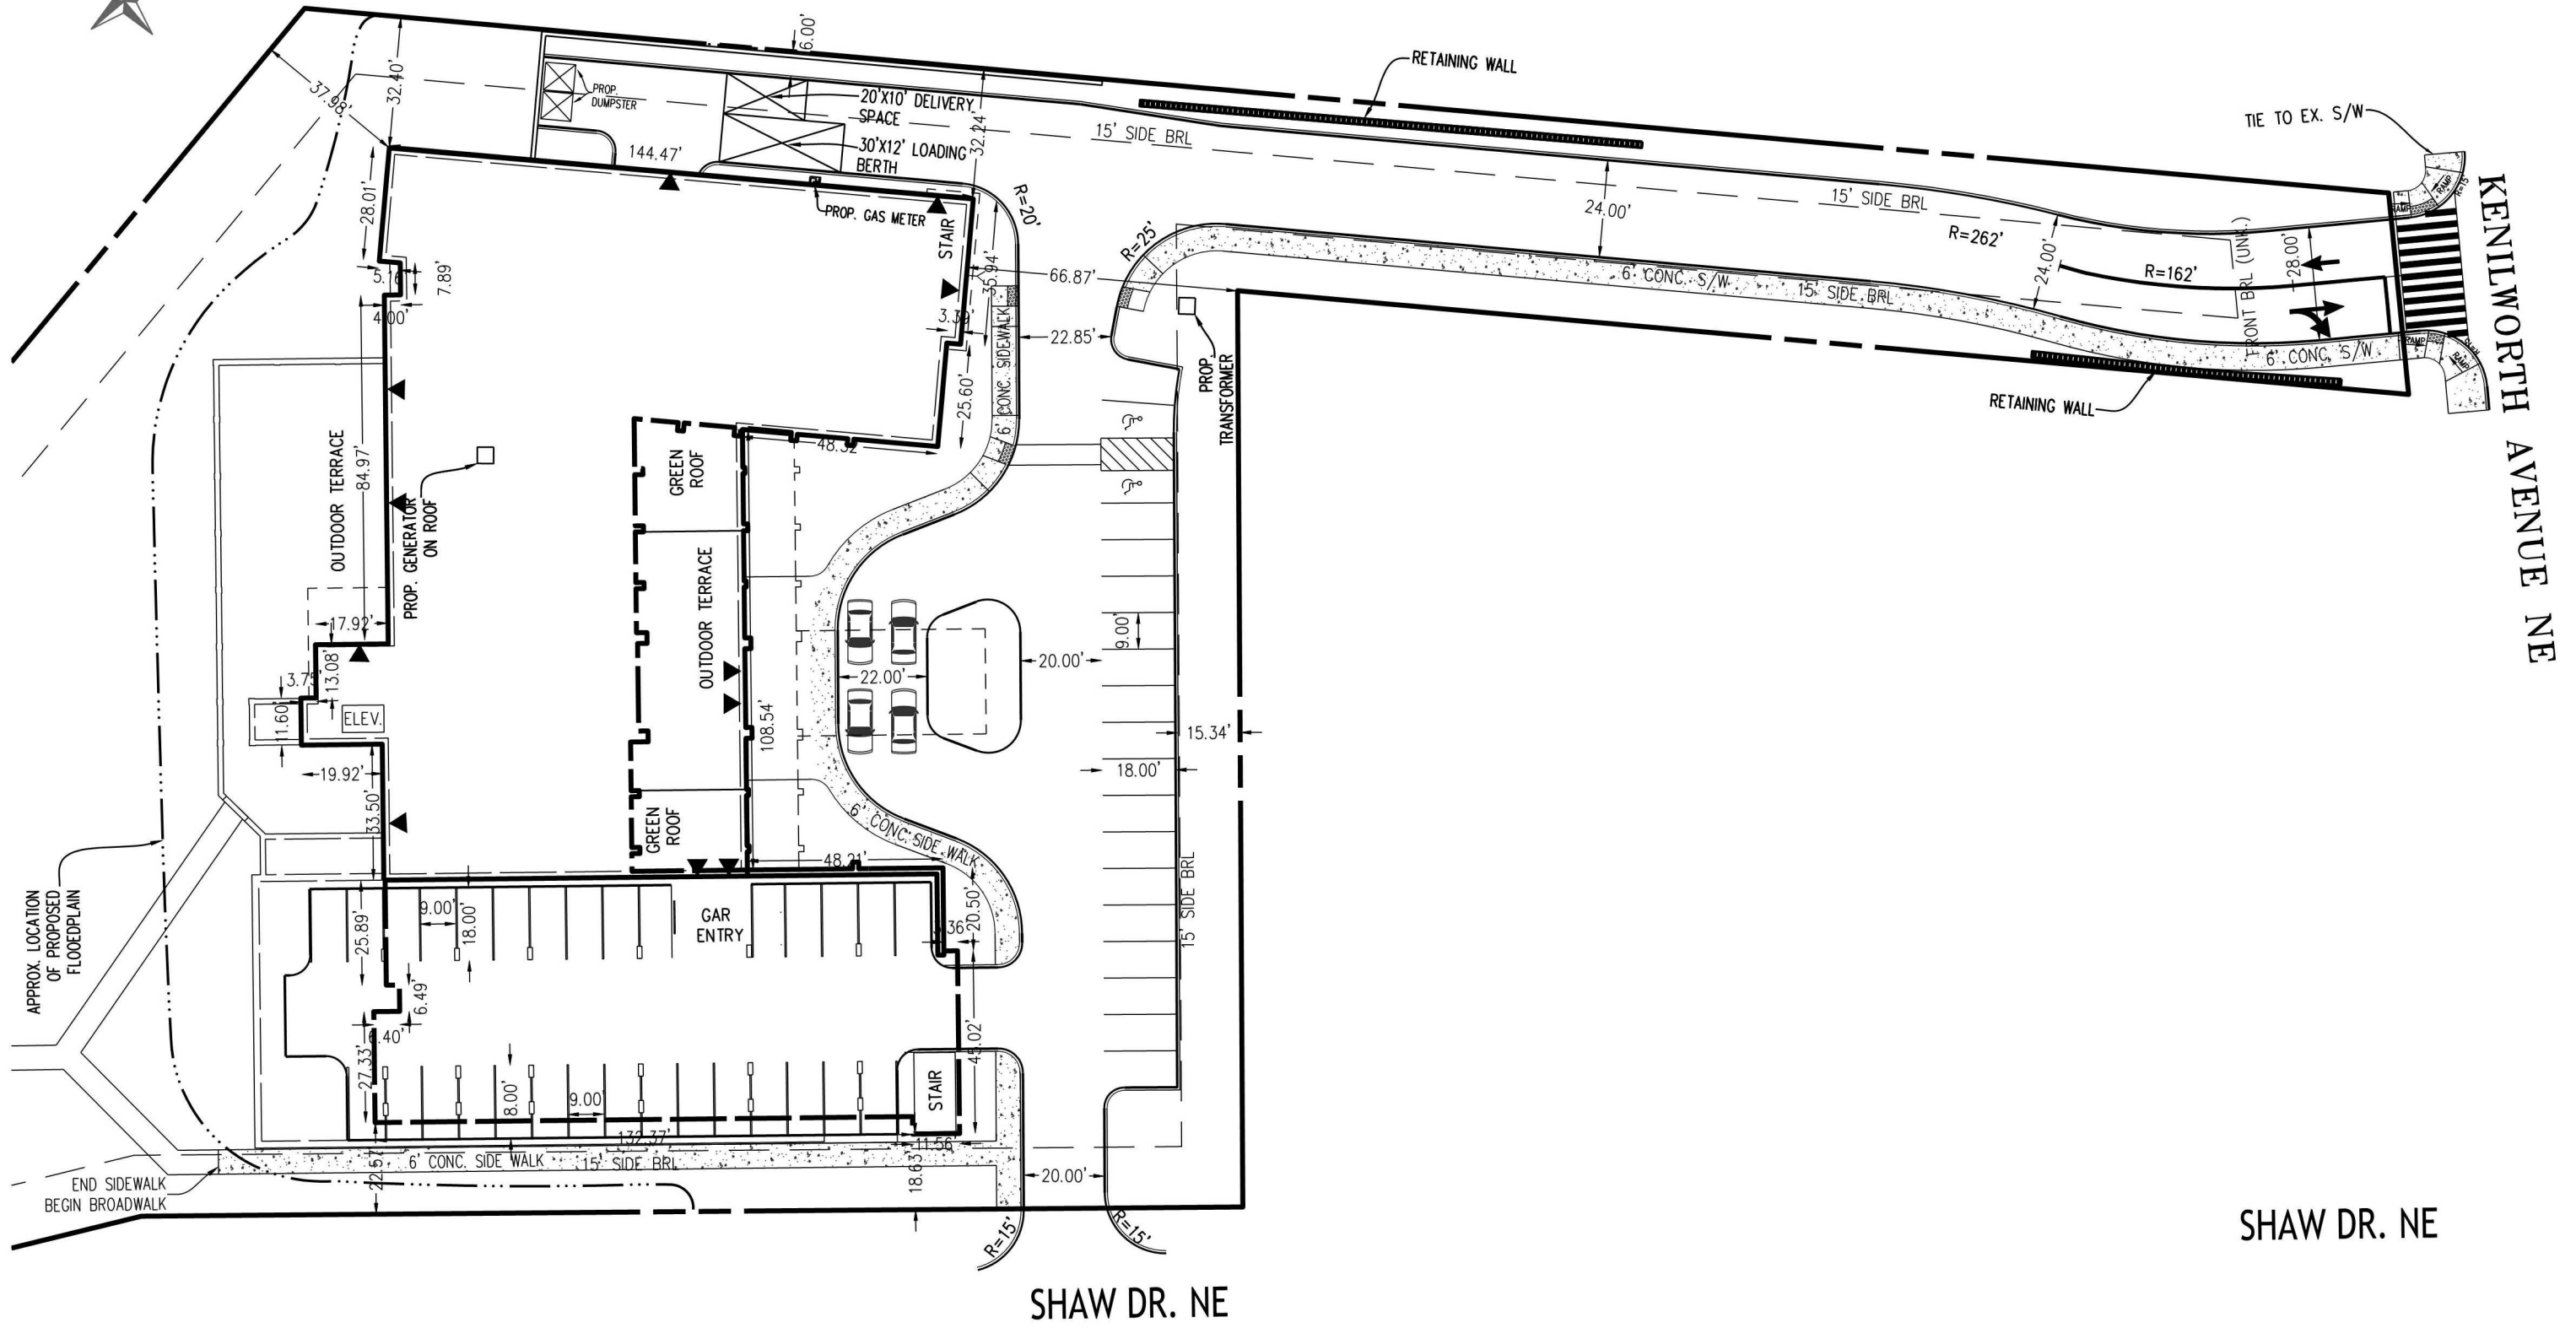 6.00'
RETAINING WALL
32.40'
37.98'
PROP.
DUMPSTER
20'X10' DELIVERY
SPACE
30'X12' LOADING
BERTH
32.24'
15' SIDE BRL
TIE TO EX. S/W
144.47'
28.01'
PROP. GAS METER
STAIR
R=20'
R=25'
24.00'
15' SIDE BRL
R=262'
24.00'
R=162'
FRONT BRL (UNK.)
28.00'
RAMP
RAMP
R=15'
KENILWORTH AVENUE NE
7.89'
4.00'
35.94'
66.87'
3.39'
22.85'
6' CONC. S/W
15' SIDE BRL
6' CONC. S/W
RAMP
RAMP
RETAINING WALL
PROP.
TRANSFORMER
6' CONC. SIDEWALK
25.60'
48.32
OUTDOOR TERRACE
84.97'
PROP. GENERATOR
ON ROOF
GREEN
ROOF
OUTDOOR TERRACE
17.92'
13.08'
3.75'
11.60'
ELEV.
19.92'
33.50'
108.54'
22.00'
20.00'
9.00'
15.34'
18.00'
GREEN
ROOF
6' CONC. SIDE WALK
48.21'
APPROX. LOCATION
OF PROPOSED
FLOOEDPLAIN
25.89'
9.00'
18.00'
GAR
ENTRY
20.50'
15' SIDE BRL
6.49'
6.40'
27.33'
45.02'
8.00'
9.00'
STAIR
132.37'
11.56'
6' CONC. SIDE WALK
15' SIDE BRL
18.63'
22.57'
20.00'
END SIDEWALK
BEGIN BROADWALK
R=15'
R=15'
SHAW DR. NE
SHAW DR. NE